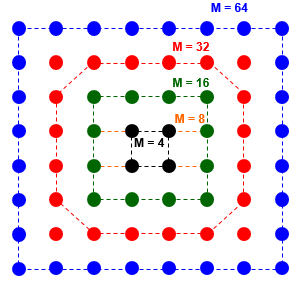 M = 64
M = 32
M = 16
M = 8
M = 4